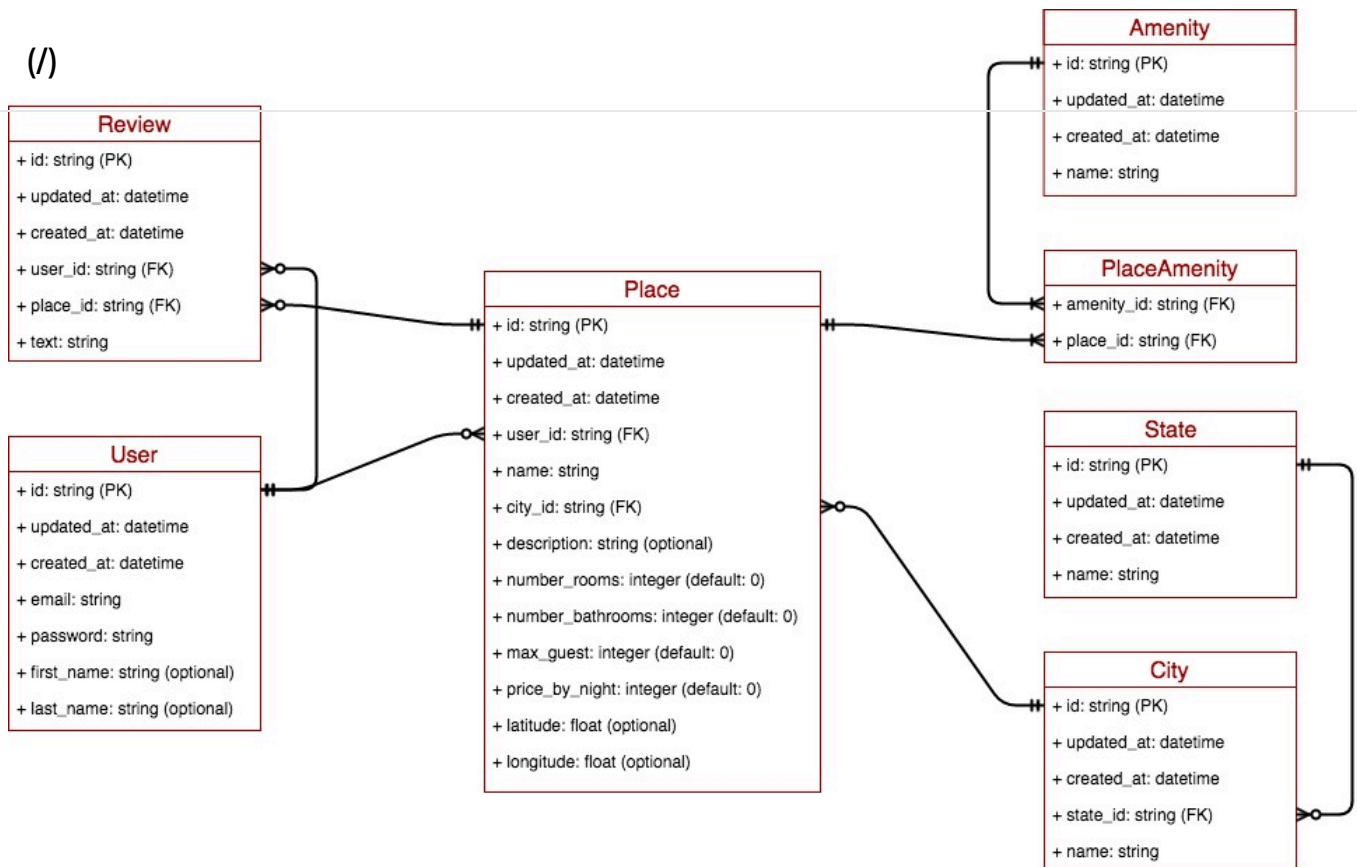 (/)
Review
+ id: string (PK)
+ updated_at: datetime
+ created_at: datetime
+ user_id: string (FK)
+ place_id: string (FK)
+ text: string
User
+ id: string (PK)
+ updated_at: datetime
+ created_at: datetime
+ email: string
+ password: string
+ first_name: string (optional)
+ last_name: string (optional)
Place
+ id: string (PK)
+ updated_at: datetime
+ created_at: datetime
+ user_id: string (FK)
+ name: string
+ city_id: string (FK)
+ description: string (optional)
+ number_rooms: integer (default: 0)
+ number_bathrooms: integer (default: 0)
+ max_guest: integer (default: 0)
+ price_by_night: integer (default: 0)
+ latitude: float (optional)
+ longitude: float (optional)
Amenity
+ id: string (PK)
+ updated_at: datetime
+ created_at: datetime
+ name: string
PlaceAmenity
+ amenity_id: string (FK)
+ place_id: string (FK)
State
+ id: string (PK)
+ updated_at: datetime
+ created_at: datetime
+ name: string
City
+ id: string (PK)
+ updated_at: datetime
+ created_at: datetime
+ state_id: string (FK)
+ name: string